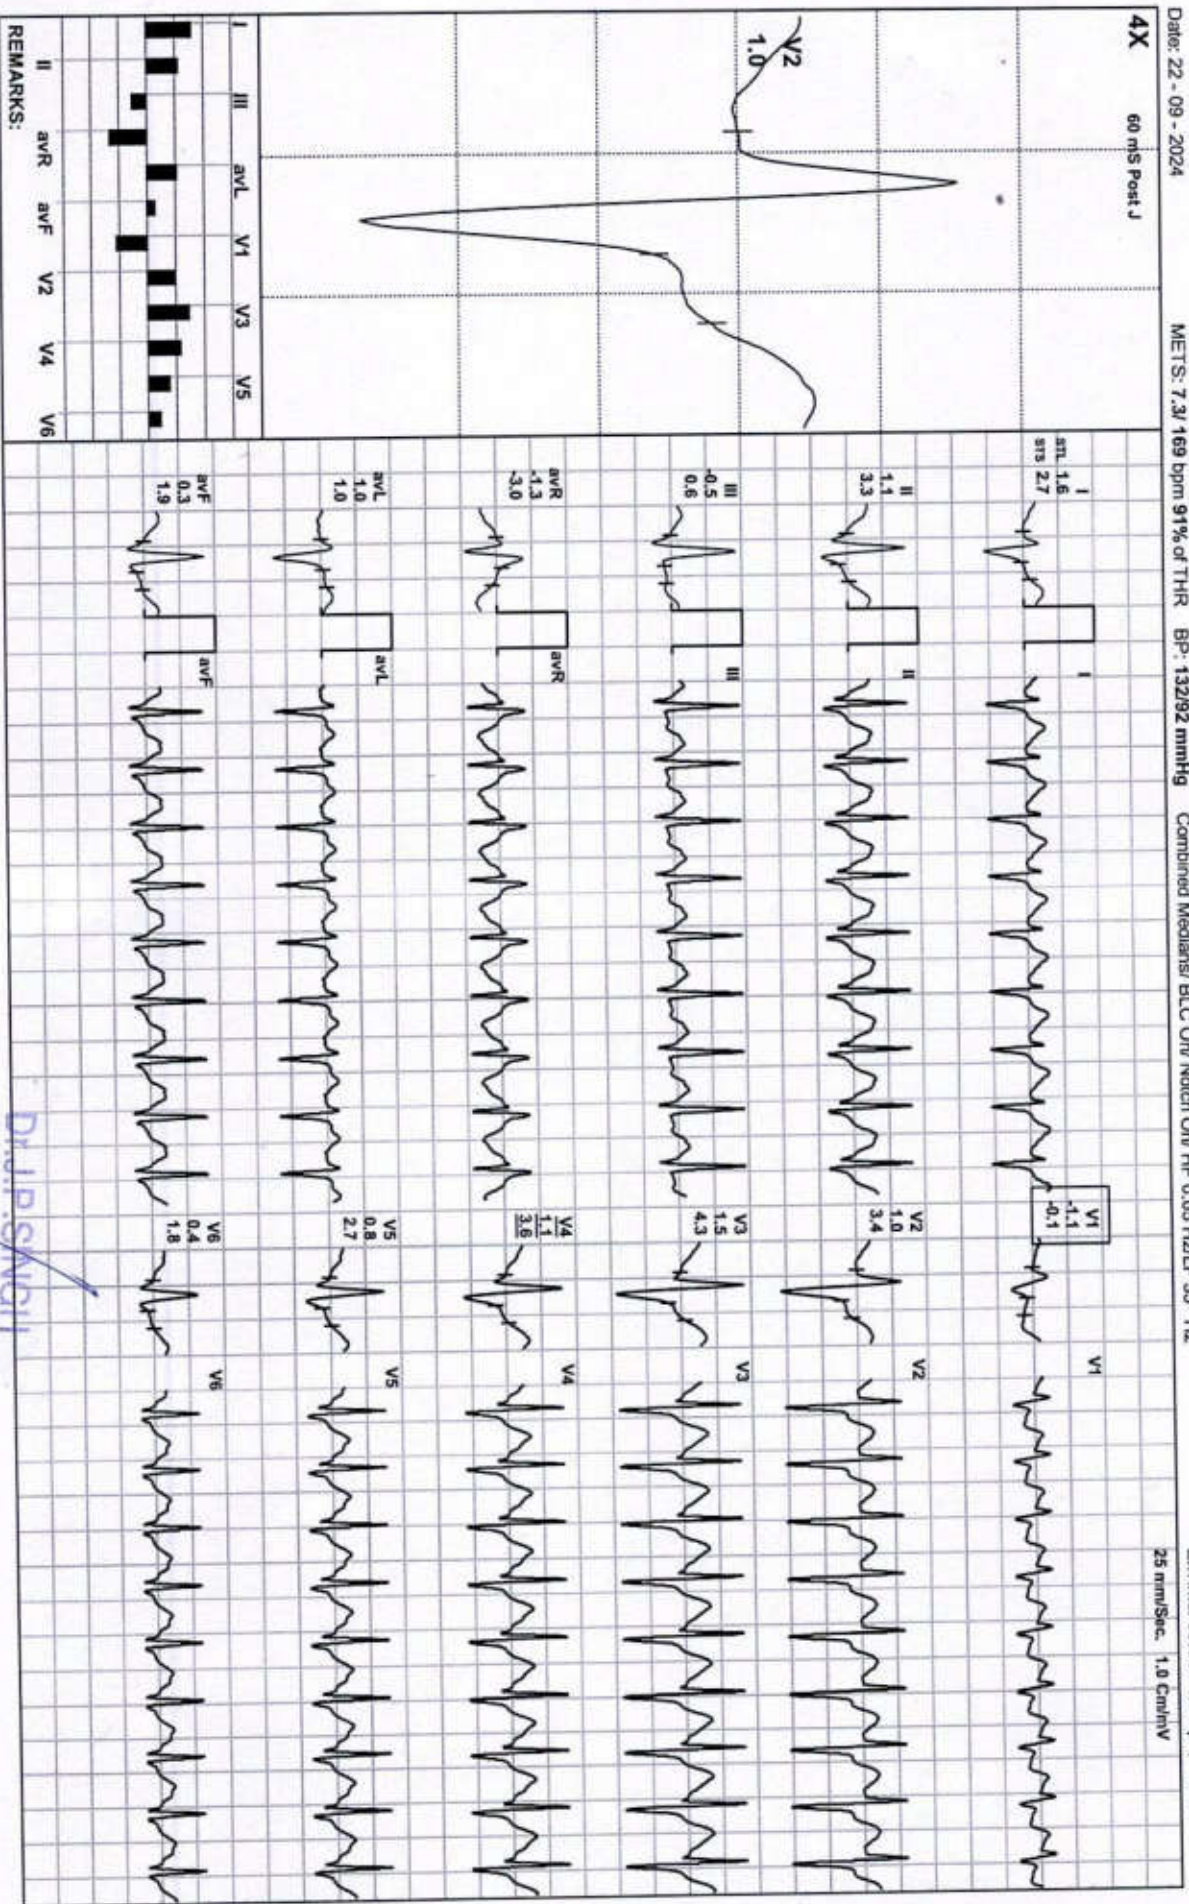 Date: 22 - 09 - 2024 METS: 7.3/ 169 bpm 91% of THR BP: 132/92 mmHg Combined Medians/ BLC On/ Notch On/ HF 0.05 Hz/LF 35 Hz
25 mm/Sec. 1.0 Cm/mV
4X 60 mS Post J
V2
1.0
I III avL V1 V3 V5
II avR avF V2 V4 V6
REMARKS:
I
STL 1.6
STS 2.7
I
II
1.1
3.3
II
III
-0.5
0.6
III
avR
-1.3
-3.0
avR
avL
1.0
1.0
avL
avF
0.3
1.9
avF
V1
-1.1
-0.1
V1
V2
1.0
3.4
V2
V3
1.5
4.3
V3
V4
1.1
3.6
V4
V5
0.8
2.7
V5
V6
0.4
1.8
V6
Dr.J.P.SINGH